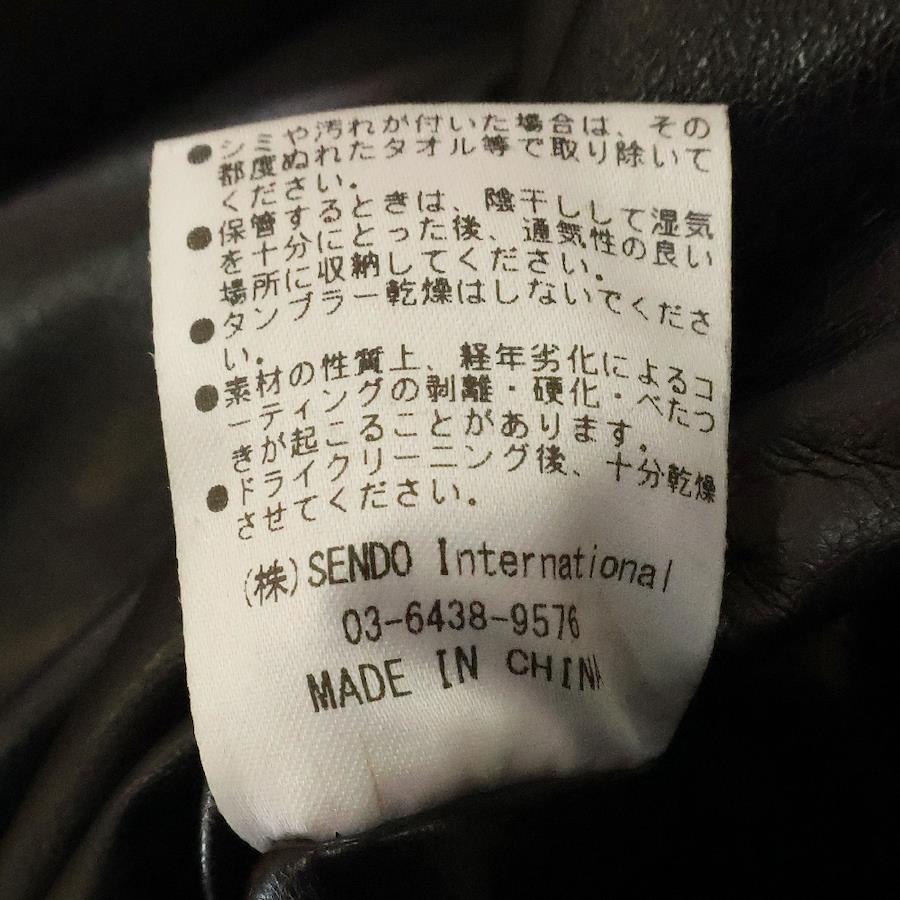 ●シミや汚れが付いた場合は、その
都度ぬれたタオル等で取り除いて
ください。
●保管するときは、陰干しして湿気
を十分にとった後、通気性の良い
場所に収納してください。
●タンブラー乾燥はしないでくださ
い。
●素材の性質上、経年劣化によるコ
ーティングの剥離・硬化・べたつ
きが起こることがあります。
●ドライクリーニング後、十分乾燥
させてください。
(株)SENDO International
03-6438-9576
MADE IN CHINA